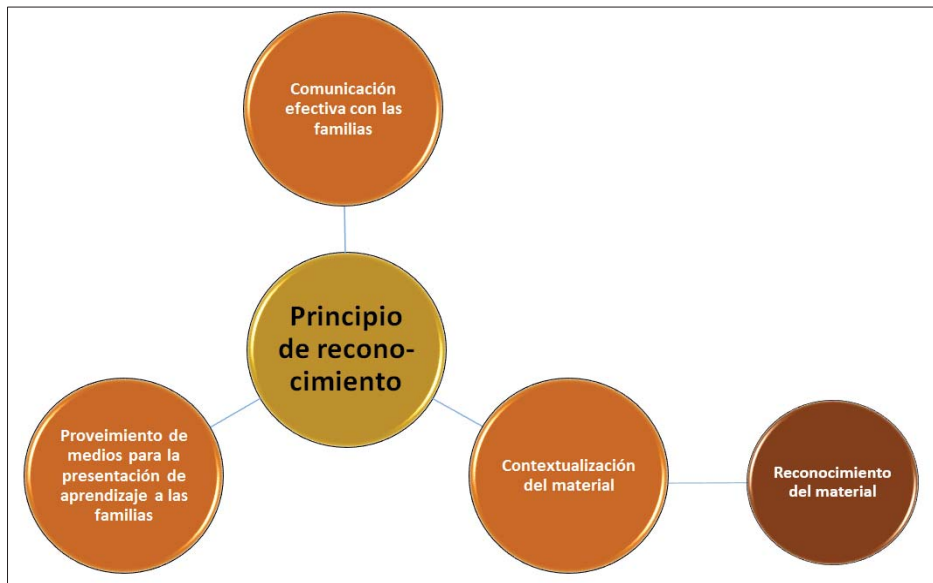 Comunicación
efectiva con las
familias
Principio
de recono-
cimiento
Proveimiento de
medios para la
presentación de
aprendizaje a las
familias
Contextualización
del material
Reconocimiento
del material